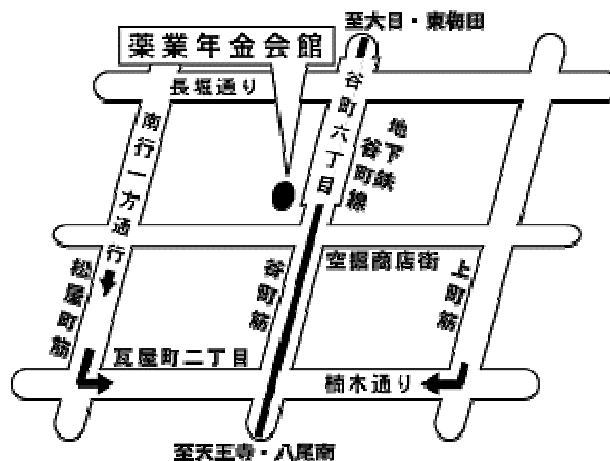 至大日・東梅田
薬業年金会館
長堀通り
谷町六丁目
地下鉄
谷町線
南行一方通行
空堀商店街
松屋町筋
谷町筋
上町筋
瓦屋町二丁目
楠木通り
至天王寺・八尾南